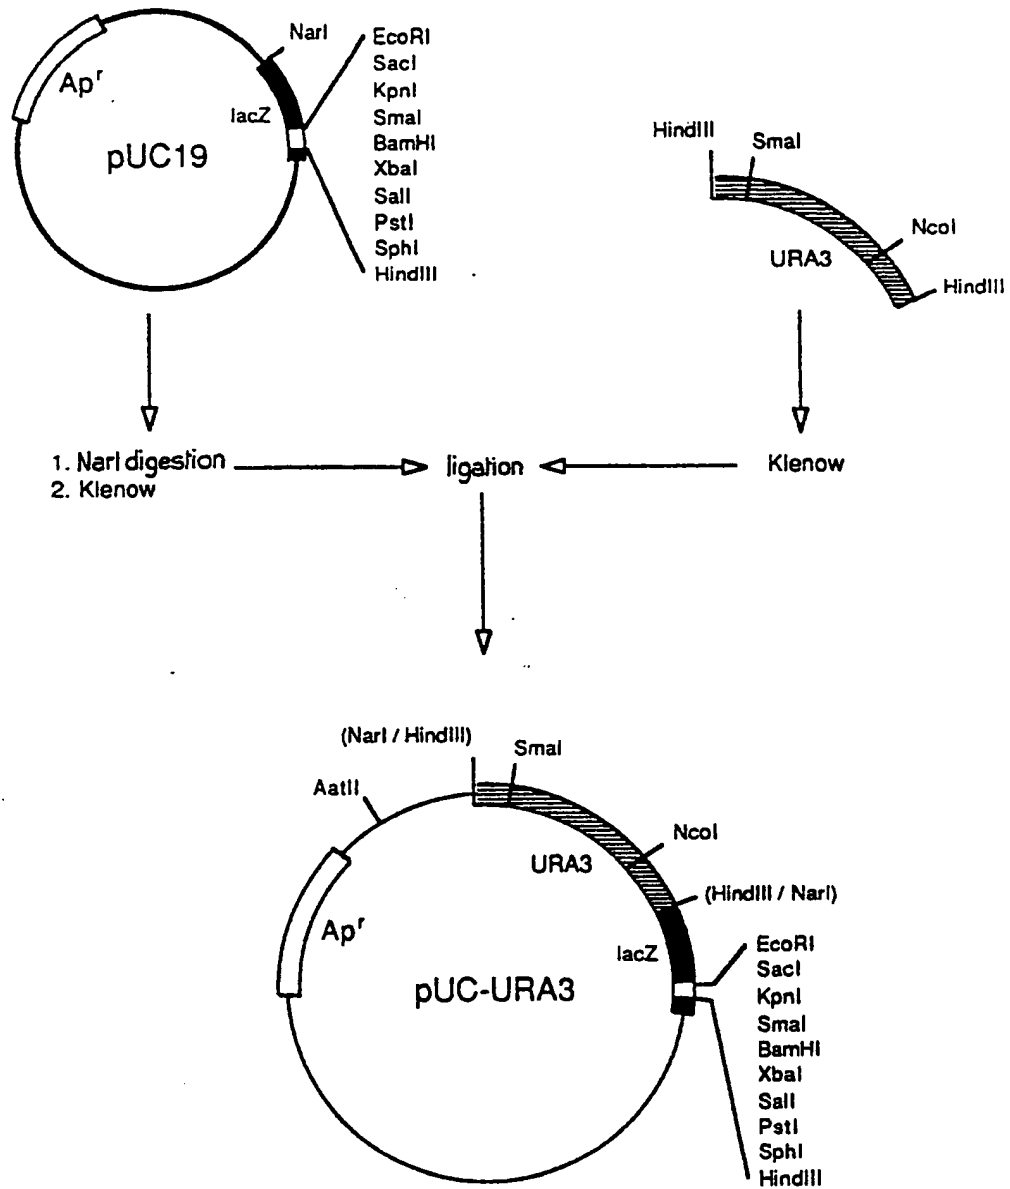 NarI
EcoRI
SacI
KpnI
SmaI
BamHI
XbaI
SalI
PstI
SphI
HindIII
Apʳ
lacZ
pUC19
HindIII
SmaI
NcoI
URA3
HindIII
1. NarI digestion
2. Klenow
ligation
Klenow
(NarI / HindIII)
SmaI
AatII
NcoI
URA3
(HindIII / NarI)
Apʳ
lacZ
pUC-URA3
EcoRI
SacI
KpnI
SmaI
BamHI
XbaI
SalI
PstI
SphI
HindIII